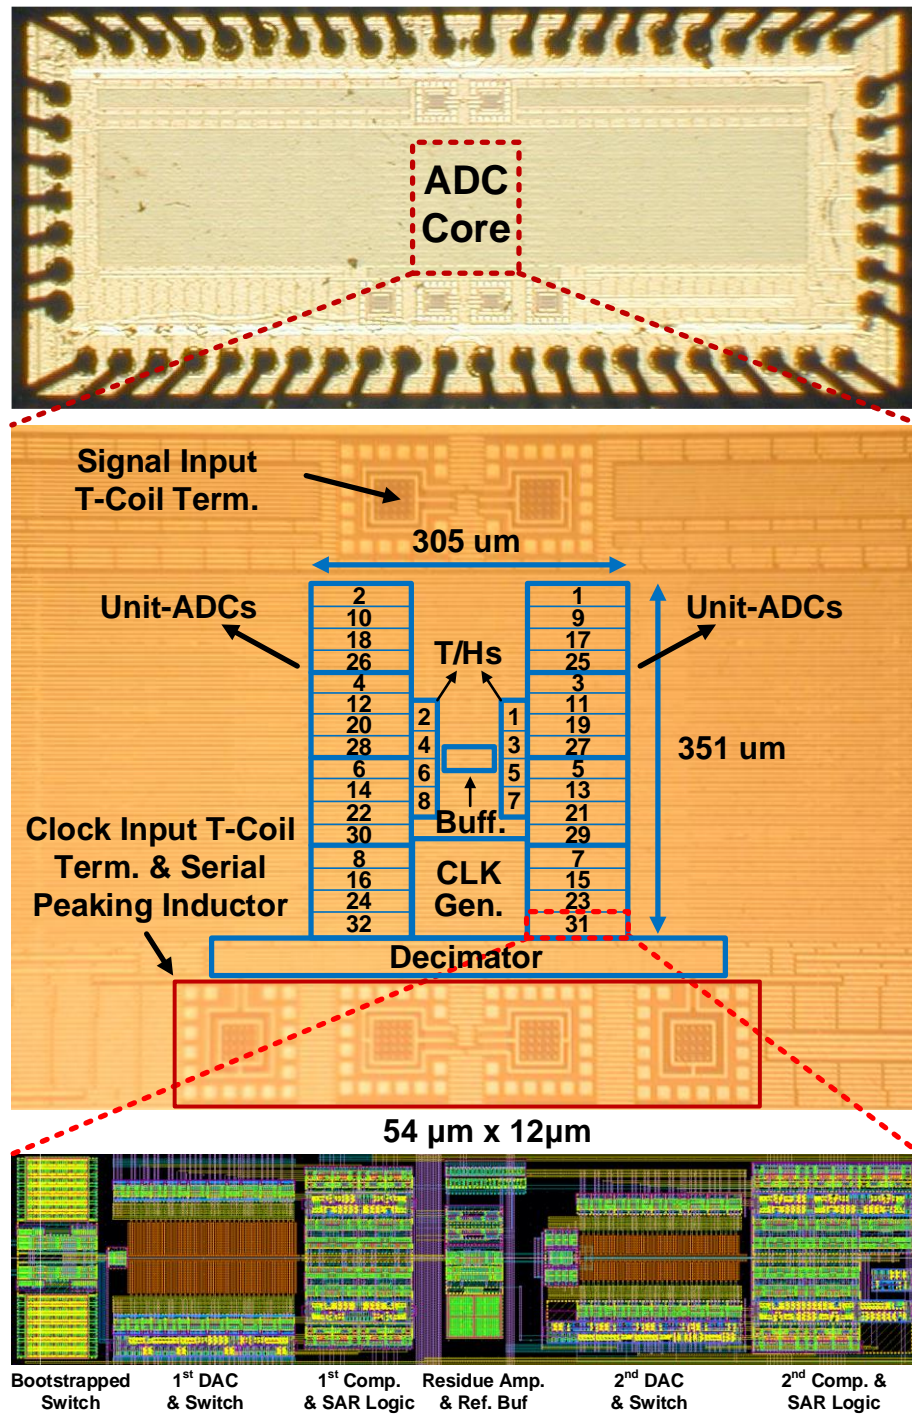 ADC
Core
Signal Input
T-Coil Term.
305 um
Unit-ADCs
Unit-ADCs
2
10
18
26
4
12
20
28
6
14
22
30
8
16
24
32
1
9
17
25
3
11
19
27
5
13
21
29
7
15
23
31
T/Hs
2
4
6
8
1
3
5
7
351 um
Buff.
Clock Input T-Coil
Term. & Serial
Peaking Inductor
CLK
Gen.
Decimator
54 µm x 12µm
Bootstrapped
Switch
1st DAC
& Switch
1st Comp.
& SAR Logic
Residue Amp.
& Ref. Buf
2nd DAC
& Switch
2nd Comp. &
SAR Logic